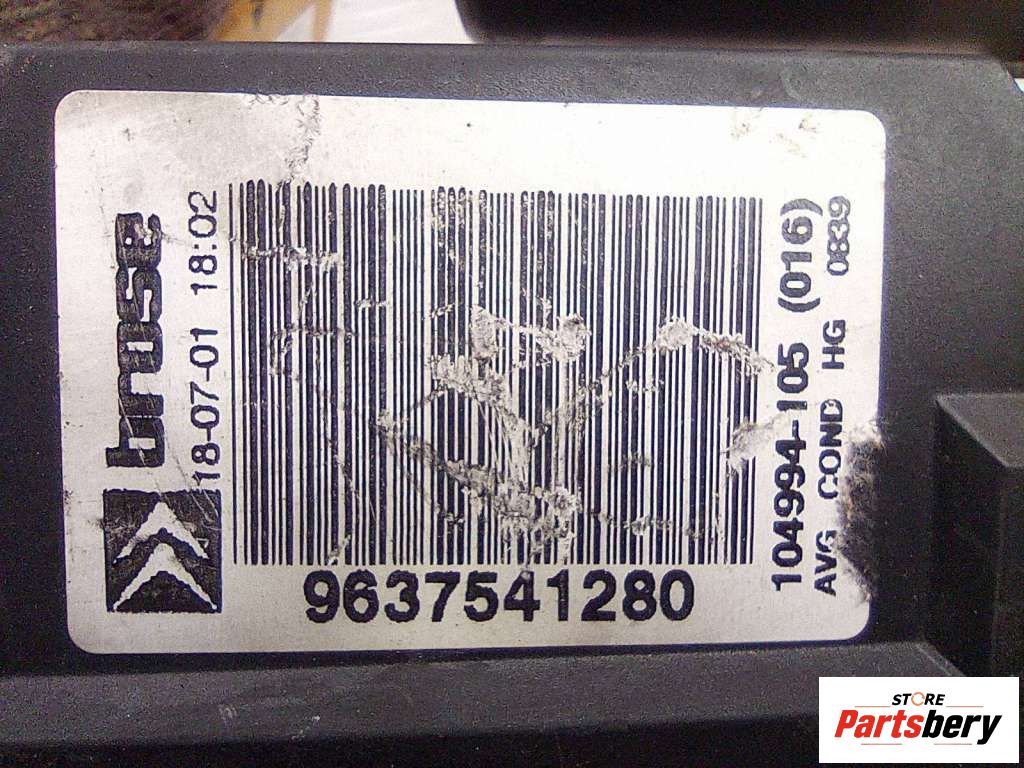 brose
18-07-01 18:02
9637541280
104994-105 (016)
AVG COND HG 0839
STORE
Partsbery